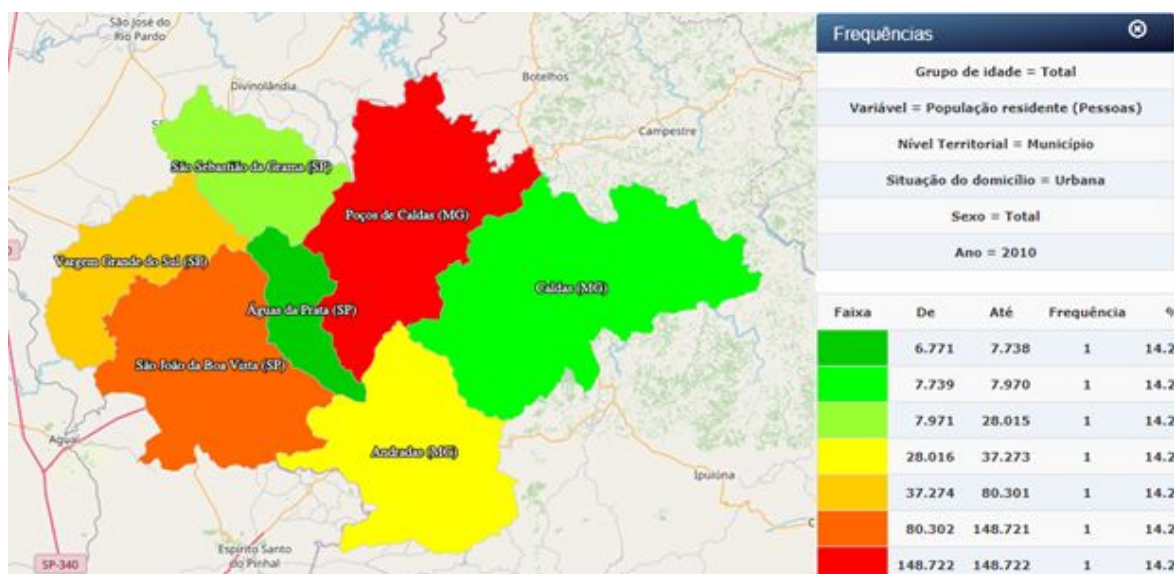 São José do
Rio Pardo
Divinolândia
Botelhos
Campestre
São Sebastião da Grama (SP)
Poços de Caldas (MG)
Vargem Grande do Sul (SP)
Caldas (MG)
Águas da Prata (SP)
São João da Boa Vista (SP)
Aguaí
Andradas (MG)
Ipuiúna
Espírito Santo
do Pinhal
SP-340
Frequências
Grupo de idade = Total
Variável = População residente (Pessoas)
Nível Territorial = Município
Situação do domicílio = Urbana
Sexo = Total
Ano = 2010
Faixa De Até Frequência
6.771 7.738 1 14.2
7.739 7.970 1 14.2
7.971 28.015 1 14.2
28.016 37.273 1 14.2
37.274 80.301 1 14.2
80.302 148.721 1 14.2
148.722 148.722 1 14.2